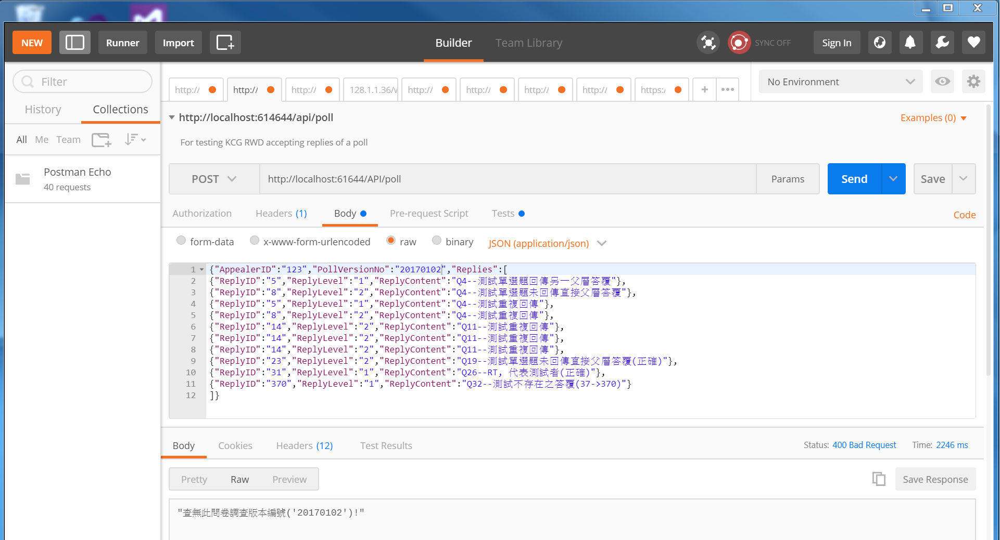 NEW
Runner
Import
Builder
Team Library
SYNC OFF
Sign In
Filter
History
Collections
All Me Team
Postman Echo
40 requests
http://
http://
http://
128.1.1.36/w
http://
http://
http://
http://
https:/
+
•••
No Environment
http://localhost:614644/api/poll
Examples (0)
For testing KCG RWD accepting replies of a poll
POST
http://localhost:61644/API/poll
Params
Send
Save
Authorization
Headers (1)
Body
Pre-request Script
Tests
Code
form-data
x-www-form-urlencoded
raw
binary
JSON (application/json)
1 {"AppealerID":"123","PollVersionNo":"20170102","Replies":[
2 {"ReplyID":"5","ReplyLevel":"1","ReplyContent":"Q4--測試單選題回傳另一父層答覆"},
3 {"ReplyID":"8","ReplyLevel":"2","ReplyContent":"Q4--測試單選題未回傳直接父層答覆"},
4 {"ReplyID":"5","ReplyLevel":"1","ReplyContent":"Q4--測試重複回傳"},
5 {"ReplyID":"8","ReplyLevel":"2","ReplyContent":"Q4--測試重複回傳"},
6 {"ReplyID":"14","ReplyLevel":"2","ReplyContent":"Q11--測試重複回傳"},
7 {"ReplyID":"14","ReplyLevel":"2","ReplyContent":"Q11--測試重複回傳"},
8 {"ReplyID":"14","ReplyLevel":"2","ReplyContent":"Q11--測試重複回傳"},
9 {"ReplyID":"23","ReplyLevel":"2","ReplyContent":"Q19--測試單選題未回傳直接父層答覆(正確)"},
10 {"ReplyID":"31","ReplyLevel":"1","ReplyContent":"Q26--RT, 代表測試者(正確)"},
11 {"ReplyID":"370","ReplyLevel":"1","ReplyContent":"Q32--測試不存在之答覆(37->370)"}
12 ]}
Body
Cookies
Headers (12)
Test Results
Status: 400 Bad Request
Time: 2246 ms
Pretty
Raw
Preview
Save Response
"查無此問卷調查版本編號('20170102')!"